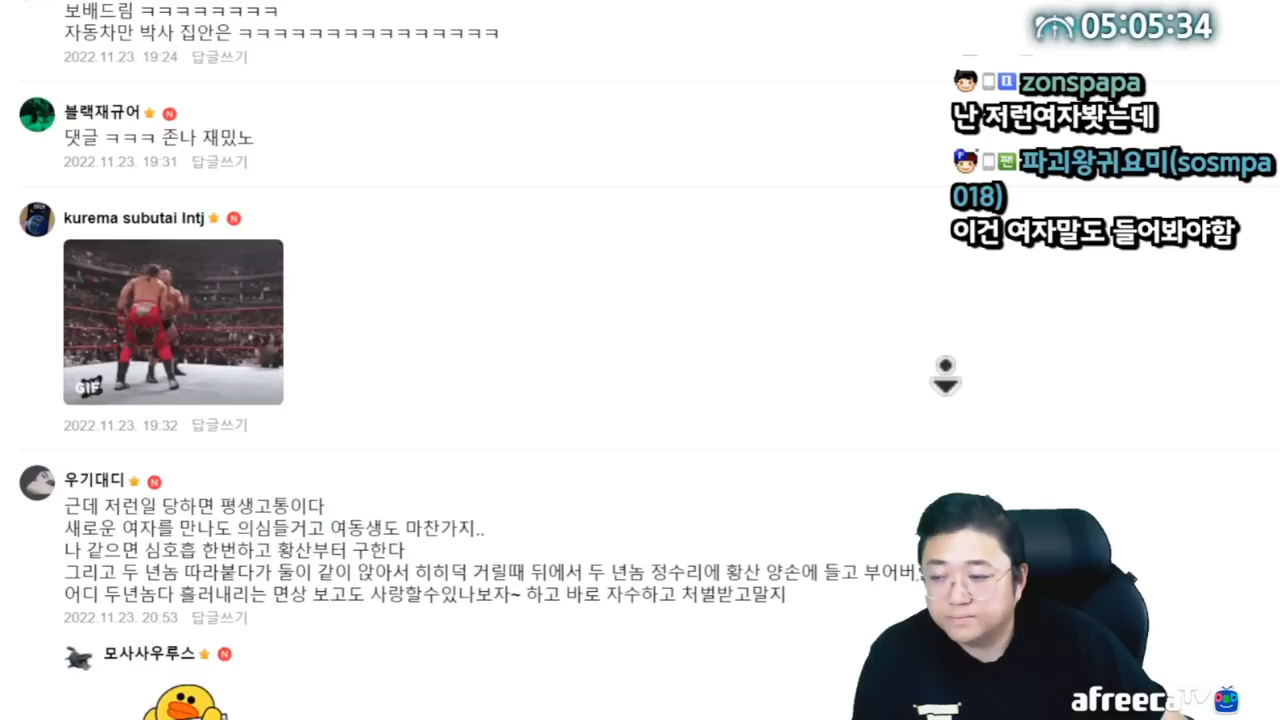 보배드림 ㅋㅋㅋㅋㅋㅋㅋㅋ
자동차만 박사 집안은 ㅋㅋㅋㅋㅋㅋㅋㅋㅋㅋㅋㅋㅋㅋㅋ
2022.11.23. 19:24 답글쓰기
블랙재규어 N
댓글 ㅋㅋㅋ 존나 재밌노
2022.11.23. 19:31 답글쓰기
kurema subutai Intj N
GIF
2022.11.23. 19:32 답글쓰기
우기대디 N
근데 저런일 당하면 평생고통이다
새로운 여자를 만나도 의심들거고 여동생도 마찬가지..
나 같으면 심호흡 한번하고 황산부터 구한다
그리고 두 년놈 따라붙다가 둘이 같이 앉아서 히히덕 거릴때 뒤에서 두 년놈 정수리에 황산 양손에 들고 부어버
어디 두년놈다 흘러내리는 면상 보고도 사랑할수있나보자~ 하고 바로 자수하고 처벌받고말지
2022.11.23. 20:53 답글쓰기
모사사우루스 N
05:05:34
zonspapa
난 저런여자봣는데
팬 파괴왕귀요미(sosmpa
018)
이건 여자말도 들어봐야함
afreecaTV